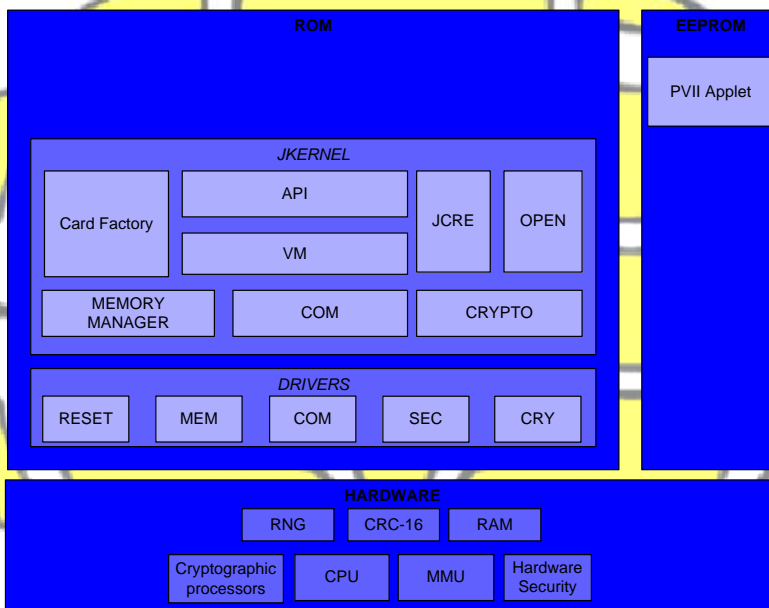 ROM
EEPROM
PVII Applet
JKERNEL
Card Factory
API
VM
JCRE
OPEN
MEMORY
MANAGER
COM
CRYPTO
DRIVERS
RESET
MEM
COM
SEC
CRY
HARDWARE
RNG
CRC-16
RAM
Cryptographic
processors
CPU
MMU
Hardware
Security